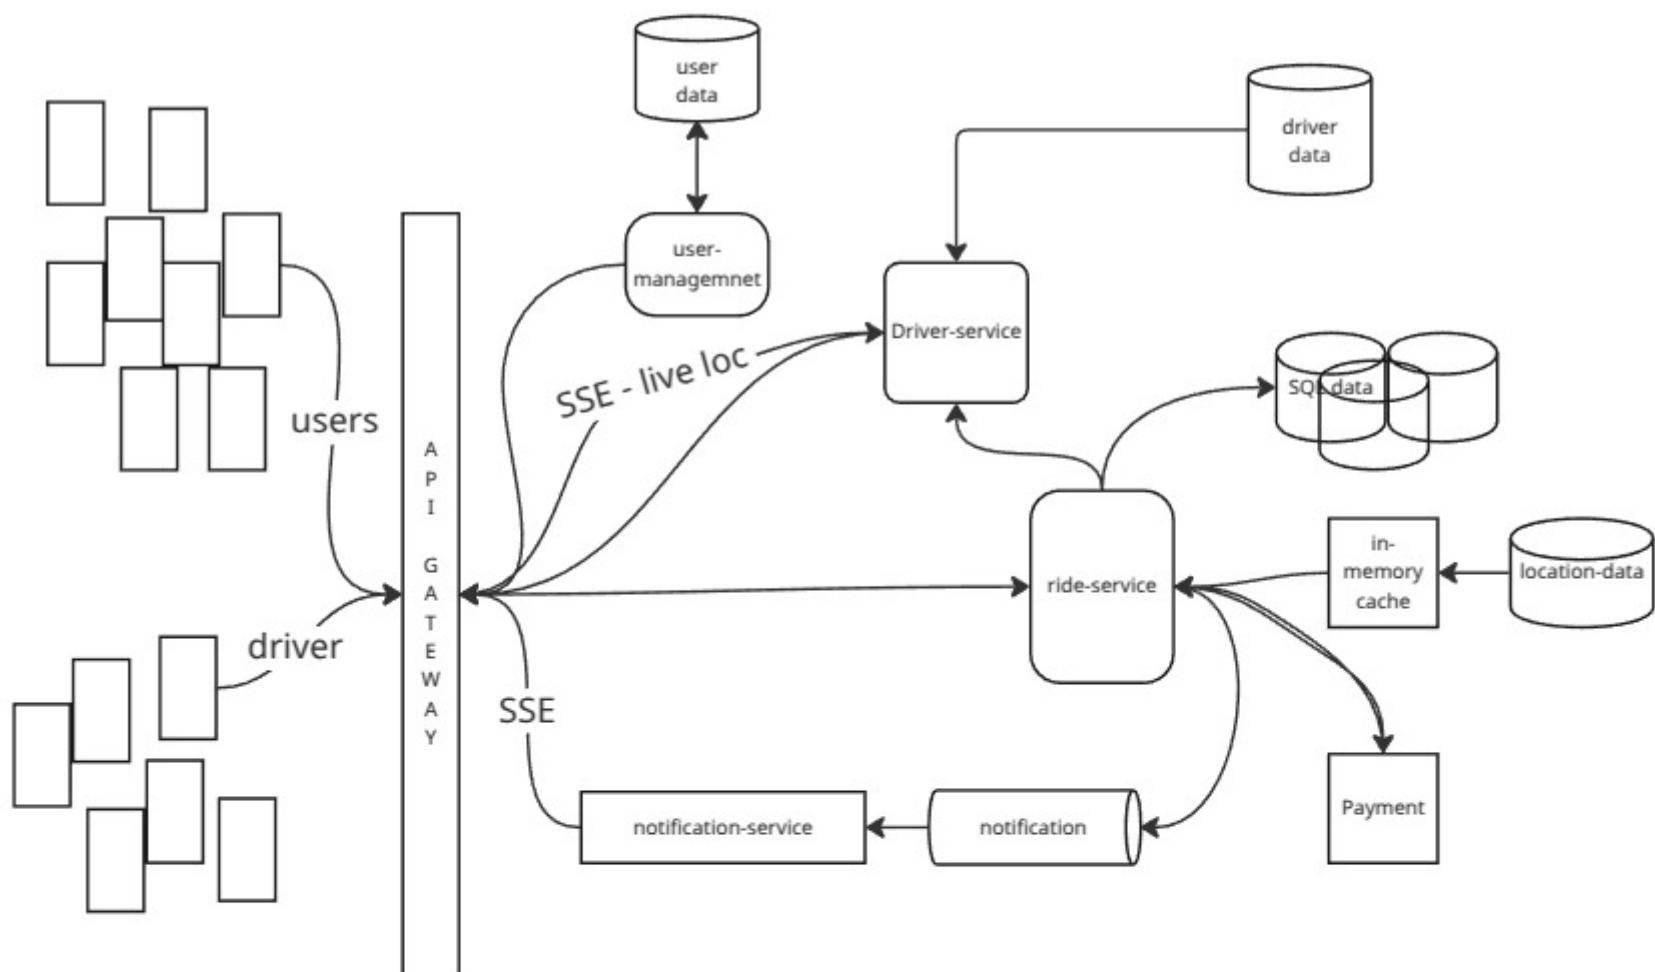 user
data
driver
data
user-
managemnet
Driver-service
SSE - live loc
users
SQL data
A
P
I
G
A
T
E
W
A
Y
in-
memory
cache
location-data
ride-service
driver
SSE
notification-service
notification
Payment